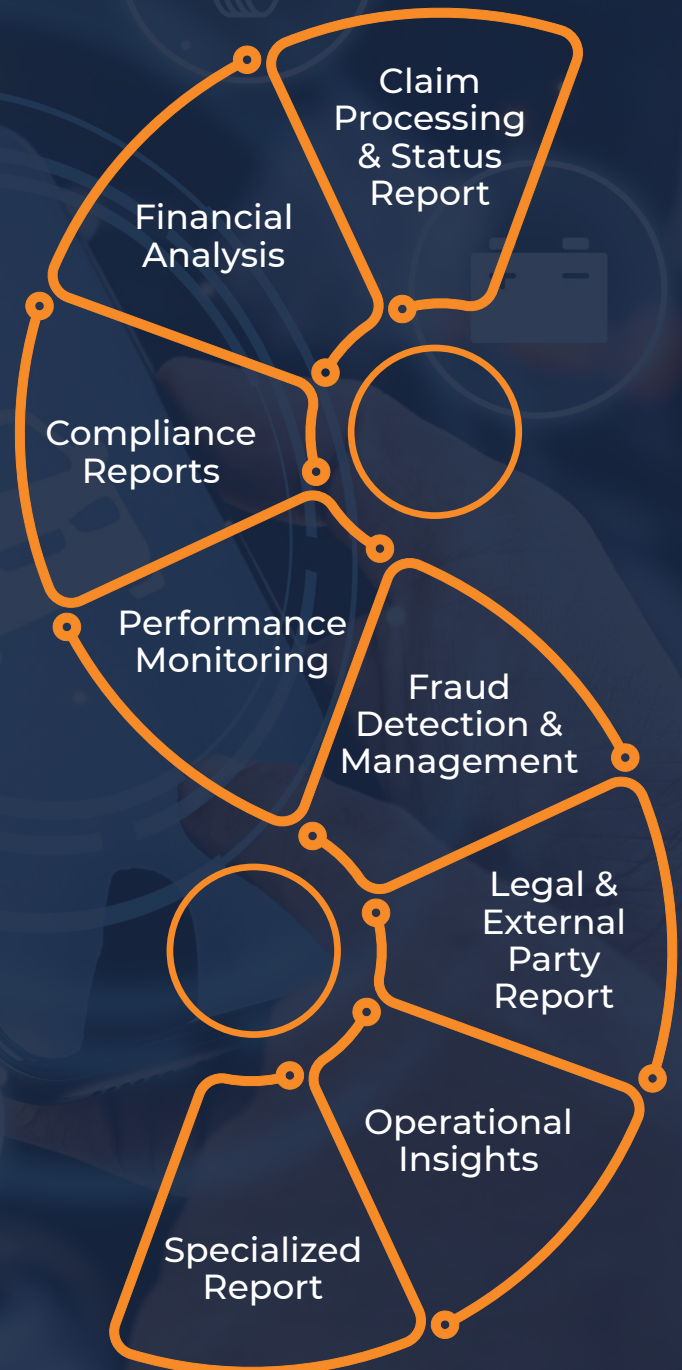 Claim
Processing
& Status
Report
Financial
Analysis
Compliance
Reports
Performance
Monitoring
Fraud
Detection &
Management
Legal &
External
Party
Report
Operational
Insights
Specialized
Report